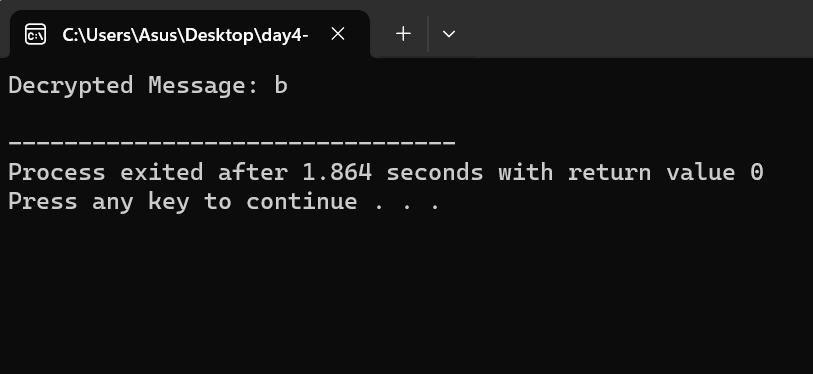 C:\Users\Asus\Desktop\day4-
Decrypted Message: b
--------------------------------
Process exited after 1.864 seconds with return value 0
Press any key to continue . . .